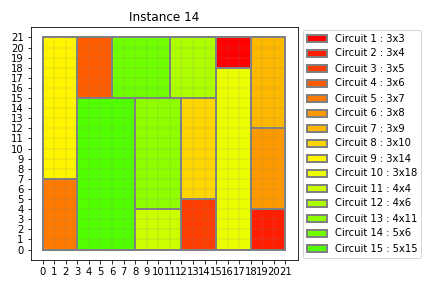 Instance 14
21
20
19
18
17
16
15
14
13
12
11
10
9
8
7
6
5
4
3
2
1
0
0 1 2 3 4 5 6 7 8 9 10 11 12 13 14 15 16 17 18 19 20 21
Circuit 1 : 3x3
Circuit 2 : 3x4
Circuit 3 : 3x5
Circuit 4 : 3x6
Circuit 5 : 3x7
Circuit 6 : 3x8
Circuit 7 : 3x9
Circuit 8 : 3x10
Circuit 9 : 3x14
Circuit 10 : 3x18
Circuit 11 : 4x4
Circuit 12 : 4x6
Circuit 13 : 4x11
Circuit 14 : 5x6
Circuit 15 : 5x15